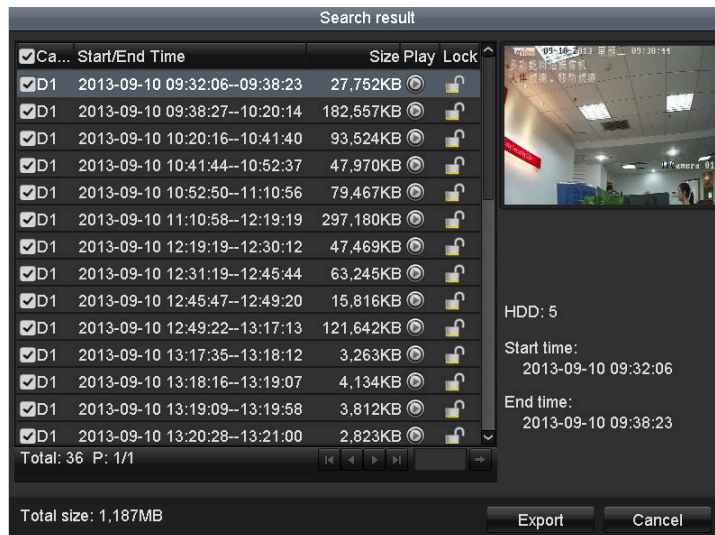 Search result
Ca... Start/End Time Size Play Lock
D1 2013-09-10 09:32:06--09:38:23 27,752KB
D1 2013-09-10 09:38:27--10:20:14 182,557KB
D1 2013-09-10 10:20:16--10:41:40 93,524KB
D1 2013-09-10 10:41:44--10:52:37 47,970KB
D1 2013-09-10 10:52:50--11:10:56 79,467KB
D1 2013-09-10 11:10:58--12:19:19 297,180KB
D1 2013-09-10 12:19:19--12:30:12 47,469KB
D1 2013-09-10 12:31:19--12:45:44 63,245KB
D1 2013-09-10 12:45:47--12:49:20 15,816KB
D1 2013-09-10 12:49:22--13:17:13 121,642KB
D1 2013-09-10 13:17:35--13:18:12 3,263KB
D1 2013-09-10 13:18:16--13:19:07 4,134KB
D1 2013-09-10 13:19:09--13:19:58 3,812KB
D1 2013-09-10 13:20:28--13:21:00 2,823KB
Total: 36 P: 1/1
Total size: 1,187MB
09-10-2013 星期二 09:30:44
HDD: 5
Start time:
2013-09-10 09:32:06
End time:
2013-09-10 09:38:23
Export Cancel